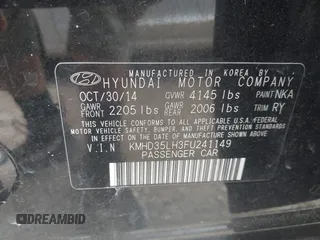 MANUFACTURED IN KOREA BY
HYUNDAI MOTOR COMPANY
OCT/30/14 GVWR 4145 lbs PAINT NKA
GAWR FRONT 2205 lbs GAWR REAR 2006 lbs TRIM RY
THIS VEHICLE CONFORMS TO ALL APPLICABLE U.S.A. FEDERAL
MOTOR VEHICLE SAFETY, BUMPER, AND THEFT PREVENTION
STANDARDS IN EFFECT ON THE DATE OF MANUFACTURE
SHOWN ABOVE.
V.I.N KMHD35LH3FU241149
PASSENGER CAR
DREAMBID
DREAMBID.COM